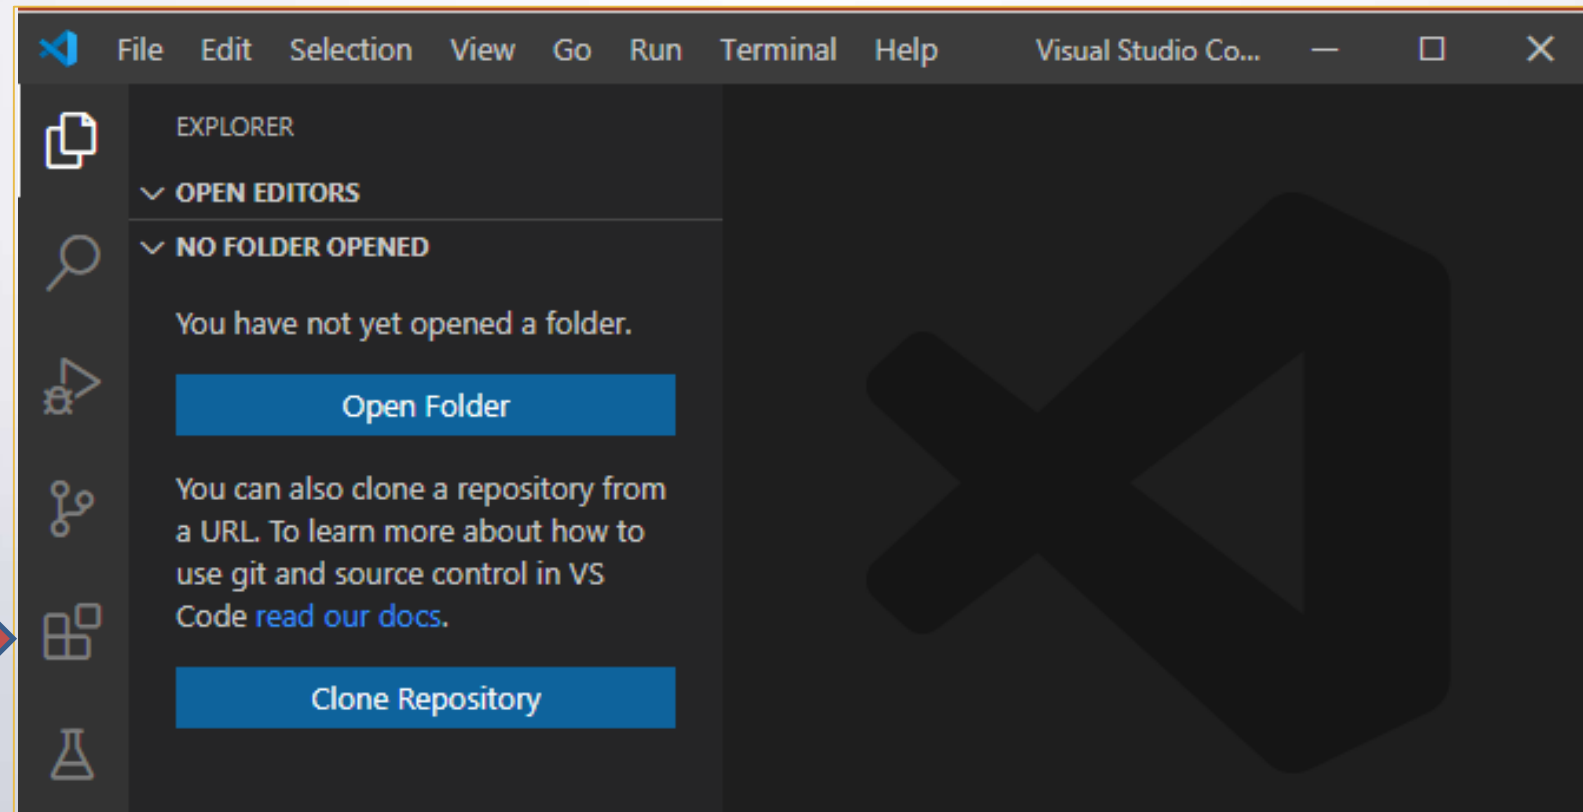 File Edit Selection View Go Run Terminal Help Visual Studio Co...
EXPLORER
OPEN EDITORS
NO FOLDER OPENED
You have not yet opened a folder.
Open Folder
You can also clone a repository from
a URL. To learn more about how to
use git and source control in VS
Code read our docs.
Clone Repository